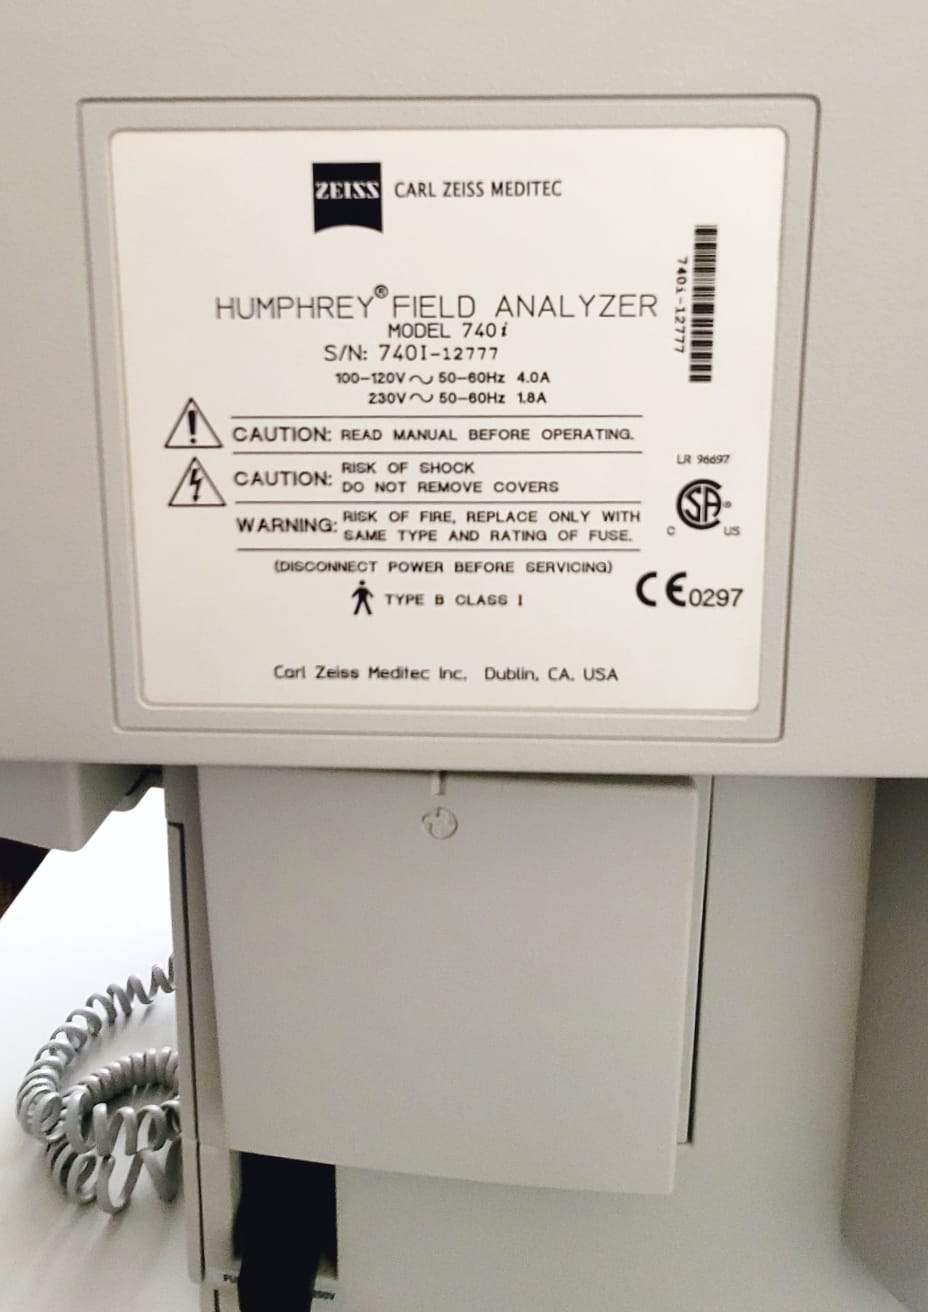 ZEISS CARL ZEISS MEDITEC
740i-12777
HUMPHREY® FIELD ANALYZER
MODEL 740i
S/N: 740I-12777
100-120V~ 50-60Hz 4.0A
230V~ 50-60Hz 1.8A
CAUTION: READ MANUAL BEFORE OPERATING.
CAUTION: RISK OF SHOCK
DO NOT REMOVE COVERS
LR 96697
C SA® US
WARNING: RISK OF FIRE, REPLACE ONLY WITH
SAME TYPE AND RATING OF FUSE.
(DISCONNECT POWER BEFORE SERVICING)
TYPE B CLASS I
CE 0297
Carl Zeiss Meditec Inc. Dublin, CA. USA